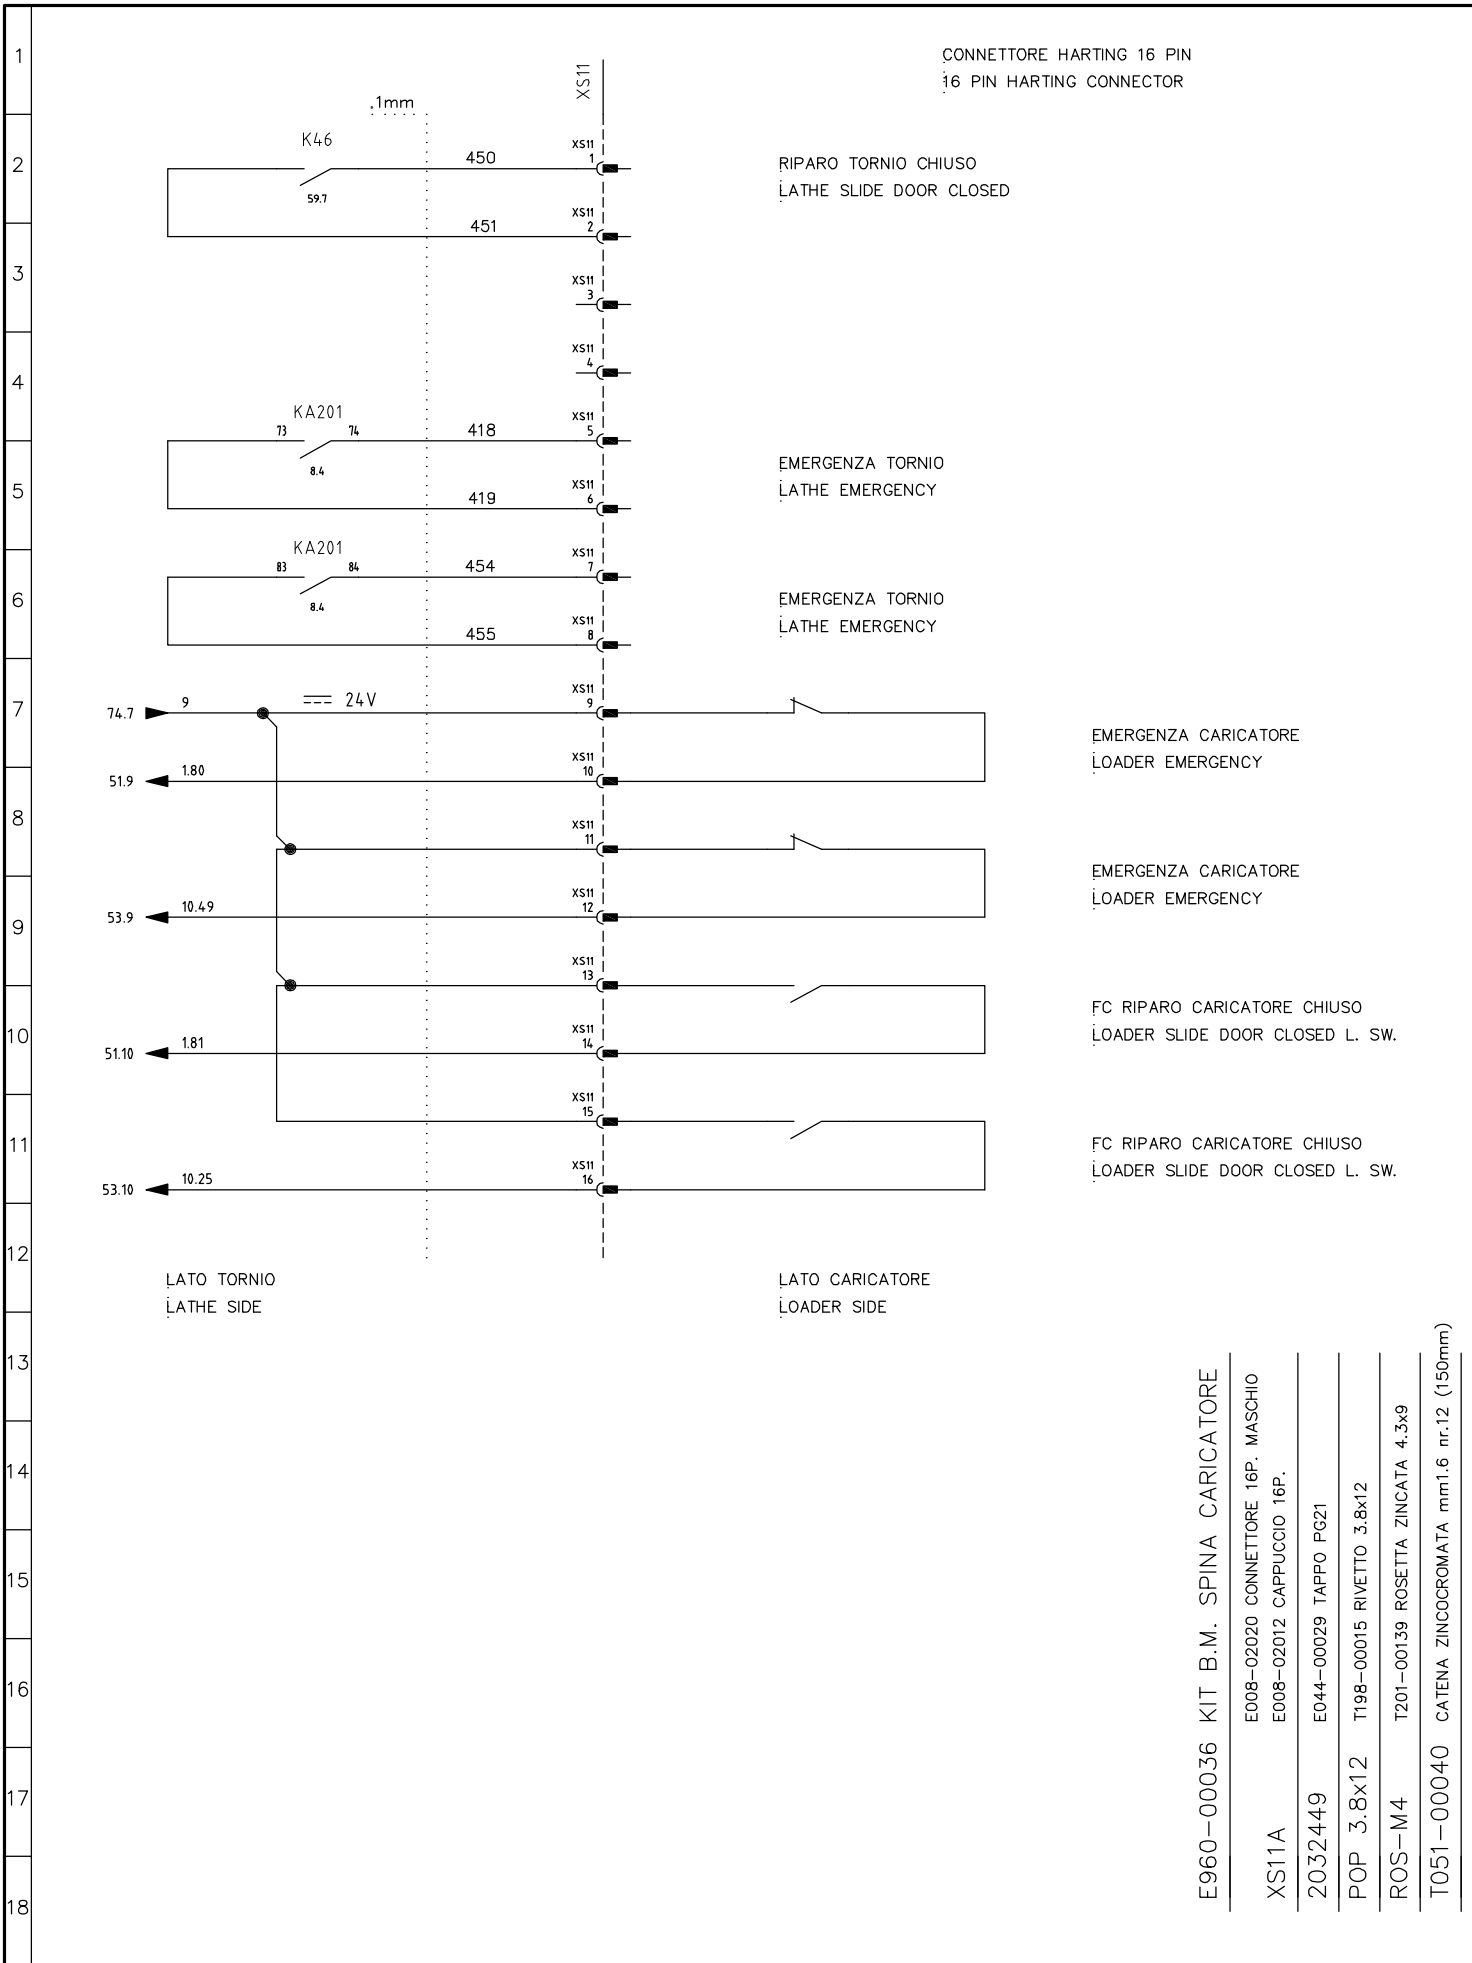 1
CONNETTORE HARTING 16 PIN
16 PIN HARTING CONNECTOR
XS11
1mm
2
K46
59.7
450
XS11
1
RIPARO TORNIO CHIUSO
LATHE SLIDE DOOR CLOSED
451
XS11
2
3
XS11
3
4
XS11
4
KA201
73 74
8.4
418
XS11
5
EMERGENZA TORNIO
LATHE EMERGENCY
5
419
XS11
6
KA201
83 84
8.4
454
XS11
7
6
EMERGENZA TORNIO
LATHE EMERGENCY
455
XS11
8
7
74.7
9
24V
XS11
9
EMERGENZA CARICATORE
LOADER EMERGENCY
51.9
1.80
XS11
10
8
XS11
11
EMERGENZA CARICATORE
LOADER EMERGENCY
53.9
10.49
XS11
12
9
XS11
13
FC RIPARO CARICATORE CHIUSO
LOADER SLIDE DOOR CLOSED L. SW.
10
51.10
1.81
XS11
14
XS11
15
11
FC RIPARO CARICATORE CHIUSO
LOADER SLIDE DOOR CLOSED L. SW.
53.10
10.25
XS11
16
12
LATO TORNIO
LATHE SIDE
LATO CARICATORE
LOADER SIDE
13
14
15
16
17
18
E960-00036 KIT B.M. SPINA CARICATORE
E008-02020 CONNETTORE 16P. MASCHIO
XS11A E008-02012 CAPPUCCIO 16P.
2032449 E044-00029 TAPPO PG21
POP 3.8x12 T198-00015 RIVETTO 3.8x12
ROS-M4 T201-00139 ROSETTA ZINCATA 4.3x9
T051-00040 CATENA ZINCOCROMATA mm1.6 nr.12 (150mm)